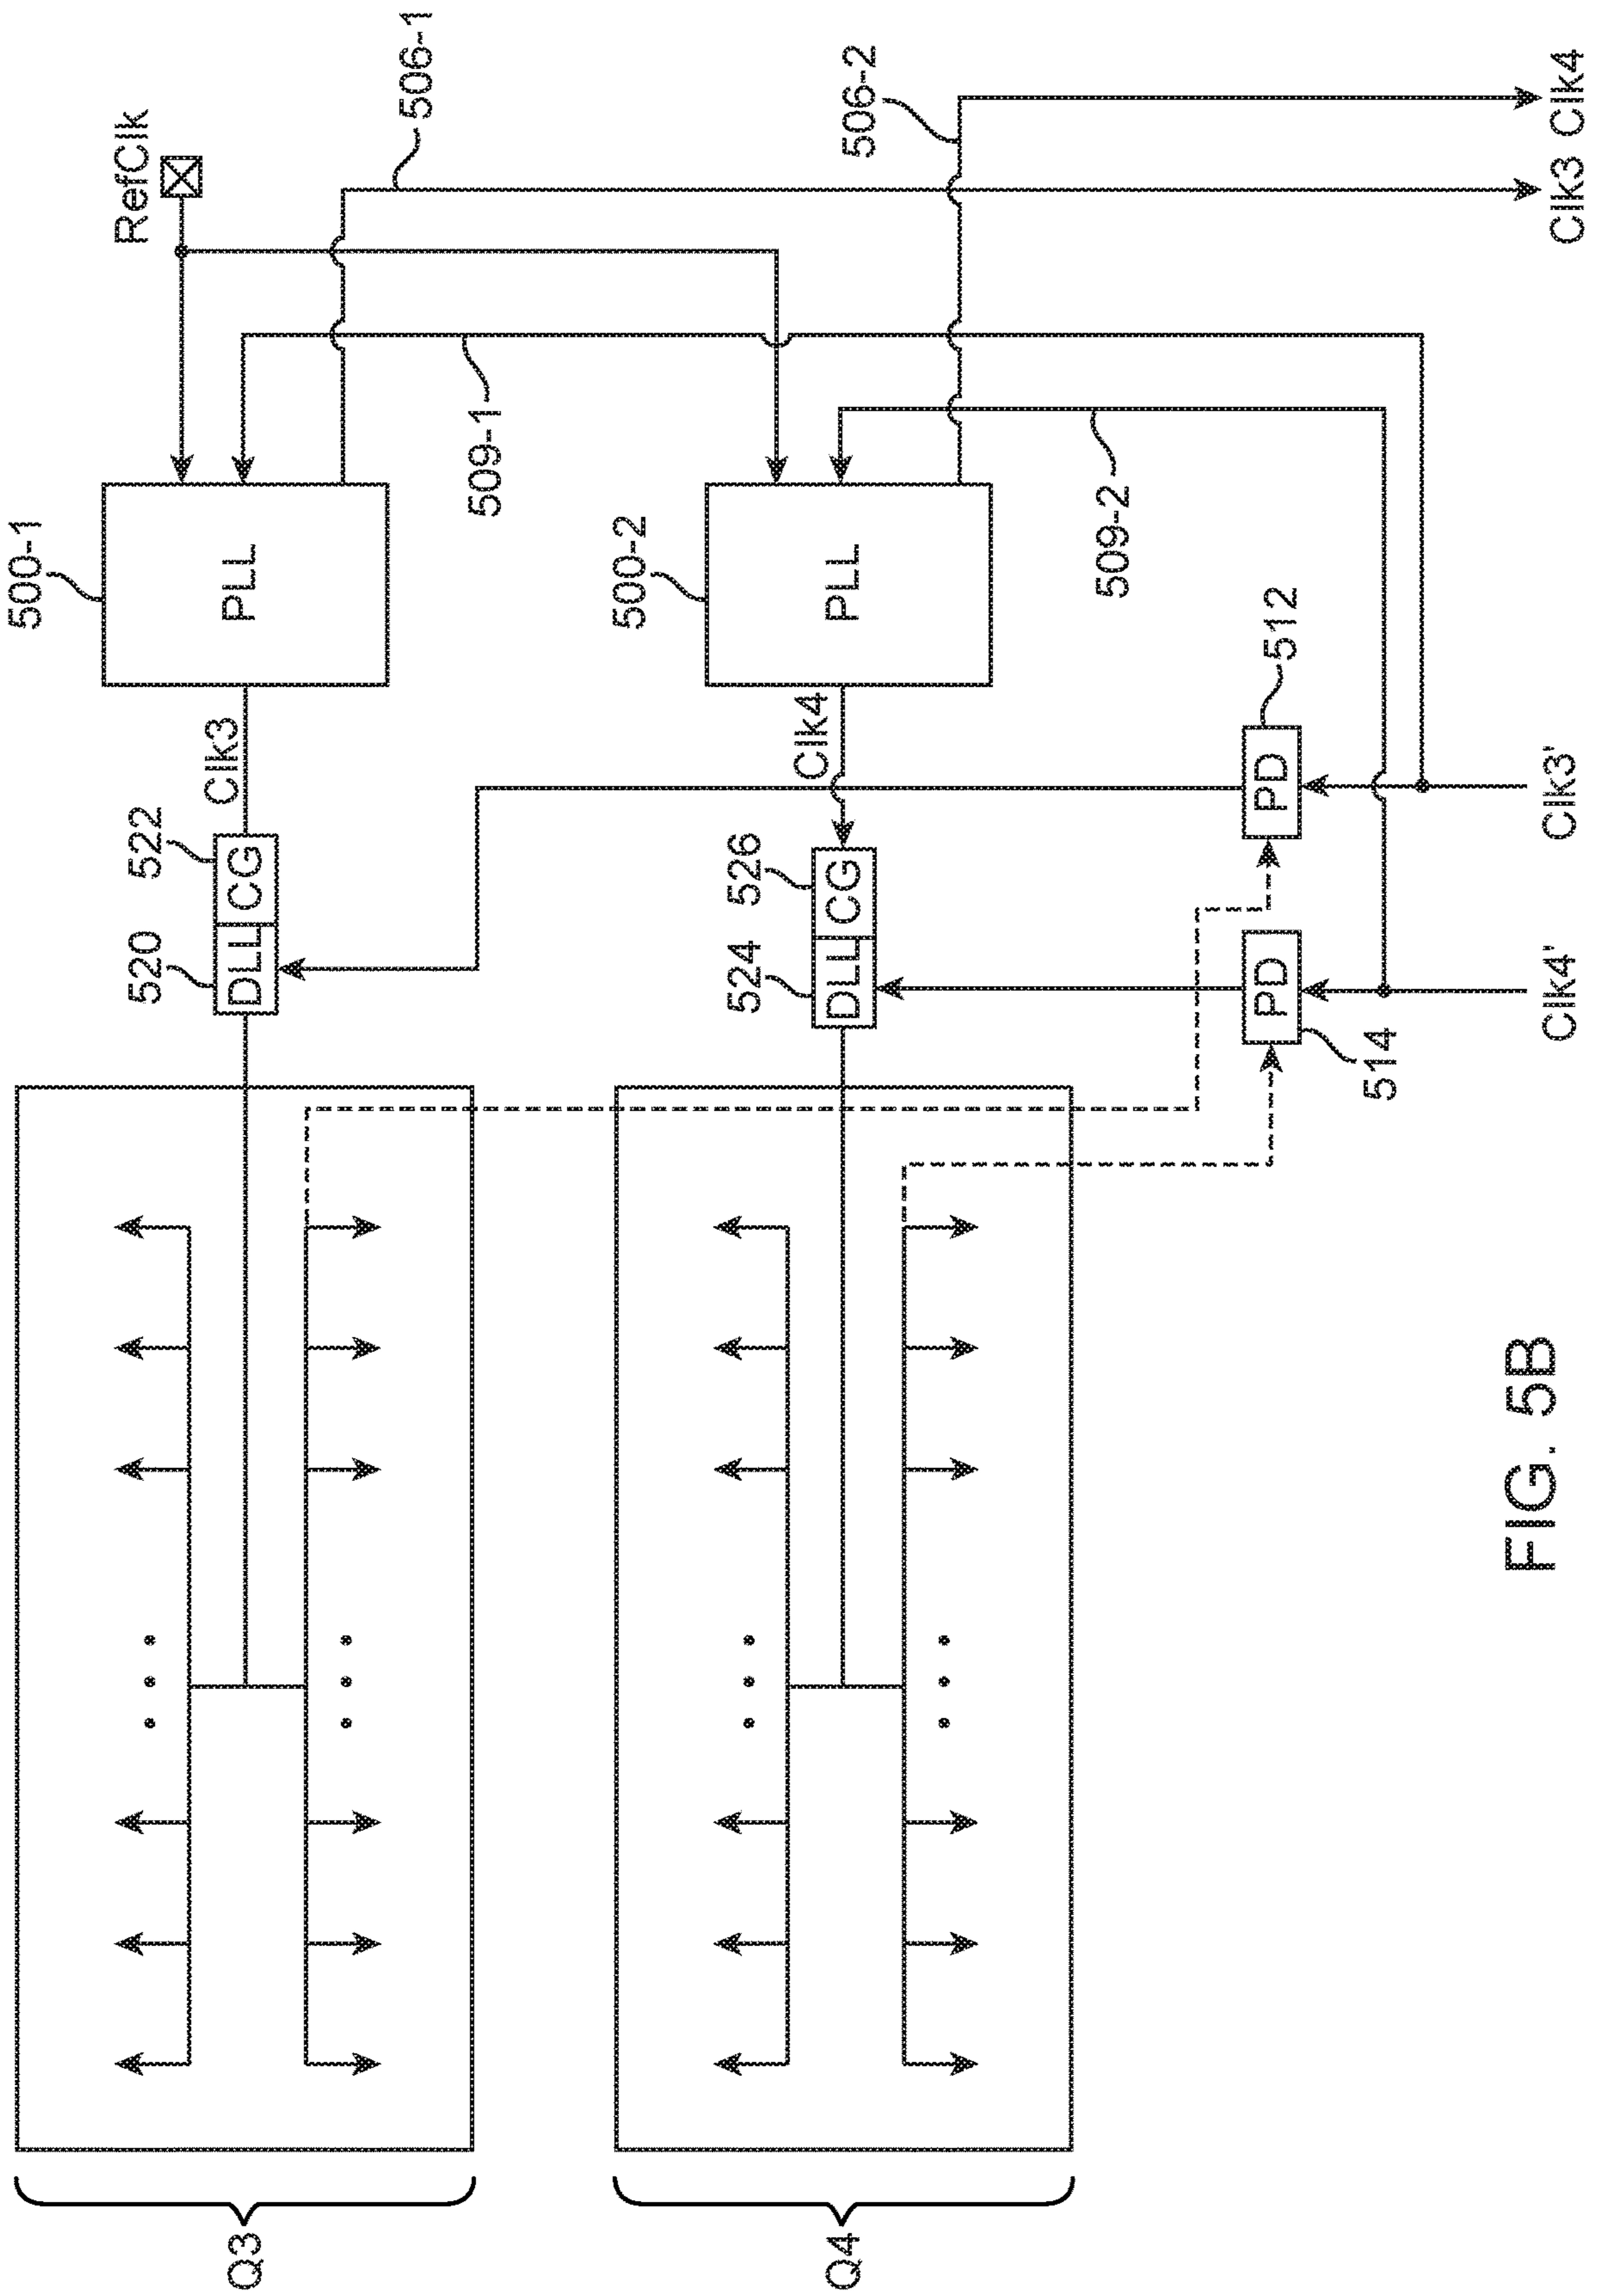 Q3
Q4
520
DLL
522
CG
Clk3
500-1
PLL
RefClk
506-1
509-1
524
DLL
526
CG
Clk4
500-2
PLL
506-2
509-2
514
PD
512
PD
Clk4'
Clk3'
Clk3
Clk4
FIG. 5B